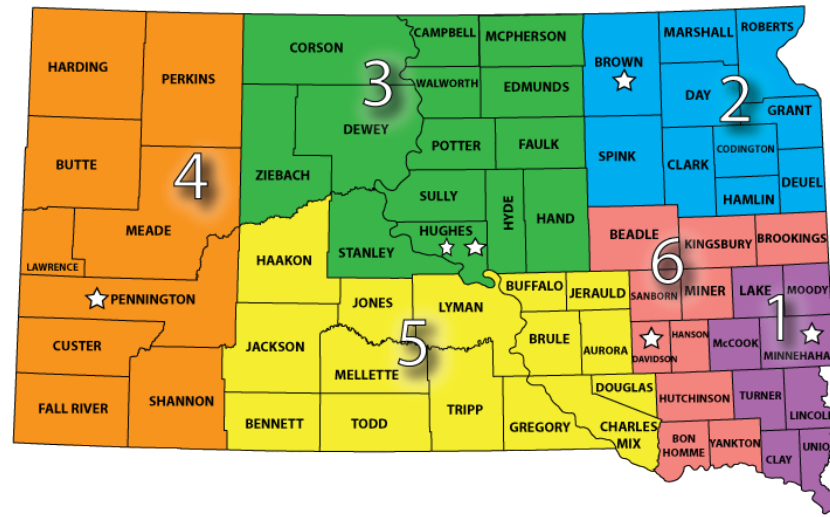 HARDING
PERKINS
CORSON
CAMPBELL
MCPHERSON
BROWN
MARSHALL
ROBERTS
3
WALWORTH
EDMUNDS
DAY
2
GRANT
DEWEY
BUTTE
4
ZIEBACH
POTTER
FAULK
SPINK
CLARK
CODINGTON
DEUEL
SULLY
HYDE
HAND
HAMLIN
MEADE
HUGHES
BEADLE
KINGSBURY
BROOKINGS
LAWRENCE
HAAKON
STANLEY
6
PENNINGTON
JONES
LYMAN
BUFFALO
JERAULD
SANBORN
MINER
LAKE
MOODY
1
CUSTER
JACKSON
5
BRULE
AURORA
DAVIDSON
HANSON
McCOOK
MINNEHAHA
MELLETTE
FALL RIVER
SHANNON
BENNETT
TODD
TRIPP
GREGORY
DOUGLAS
CHARLES
MIX
HUTCHINSON
TURNER
LINCOL
BON
HOMME
YANKTON
CLAY
UNIO